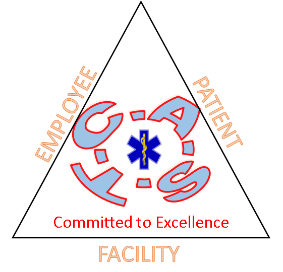 EMPLOYEE
PATIENT
T-C-A-S-
Committed to Excellence
FACILITY